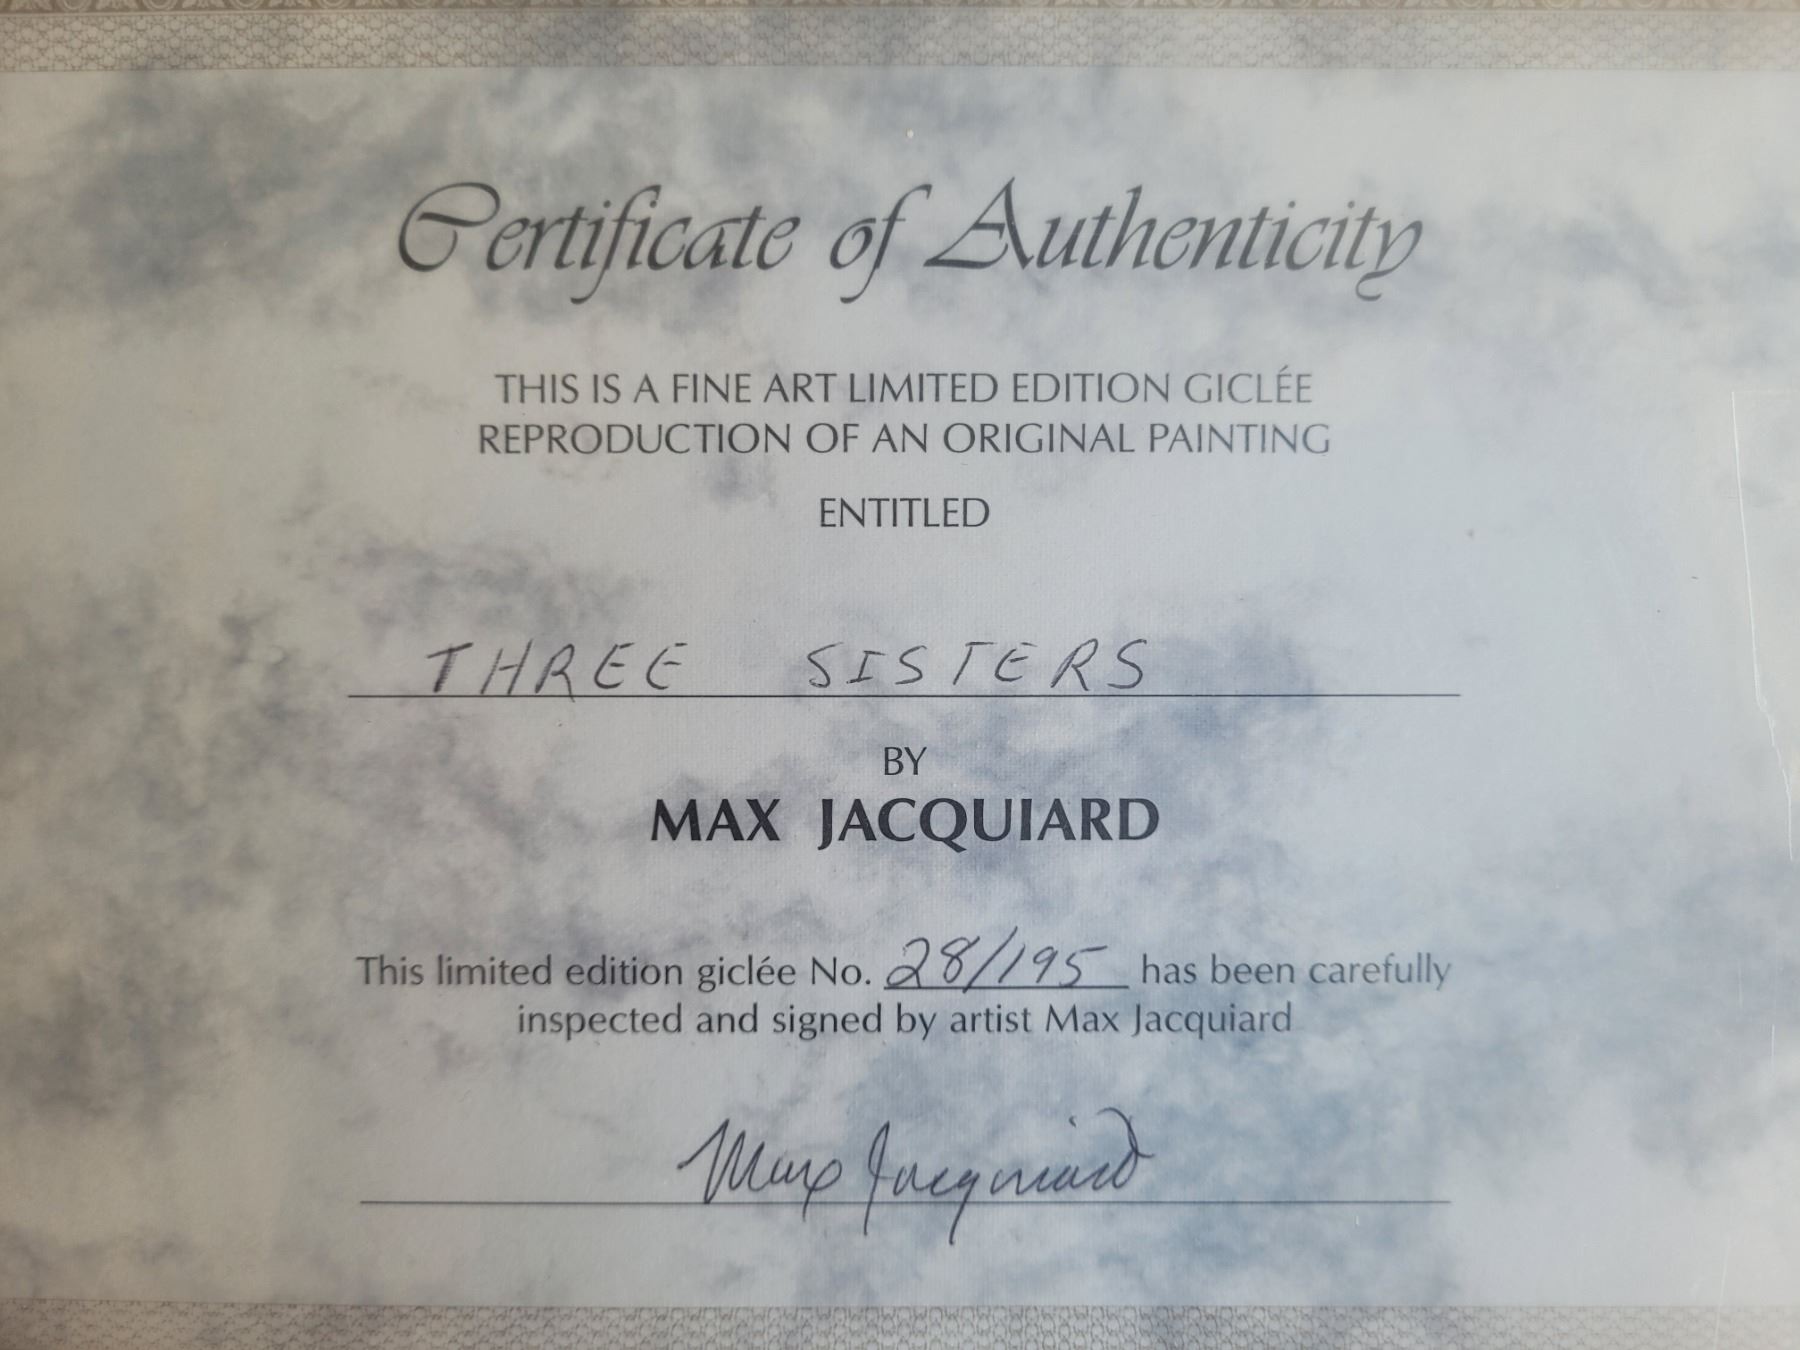 Certificate of Authenticity
THIS IS A FINE ART LIMITED EDITION GICLÉE
REPRODUCTION OF AN ORIGINAL PAINTING
ENTITLED
THREE SISTERS
BY
MAX JACQUIARD
This limited edition giclée No. 28/195 has been carefully
inspected and signed by artist Max Jacquiard
Max Jacquiard